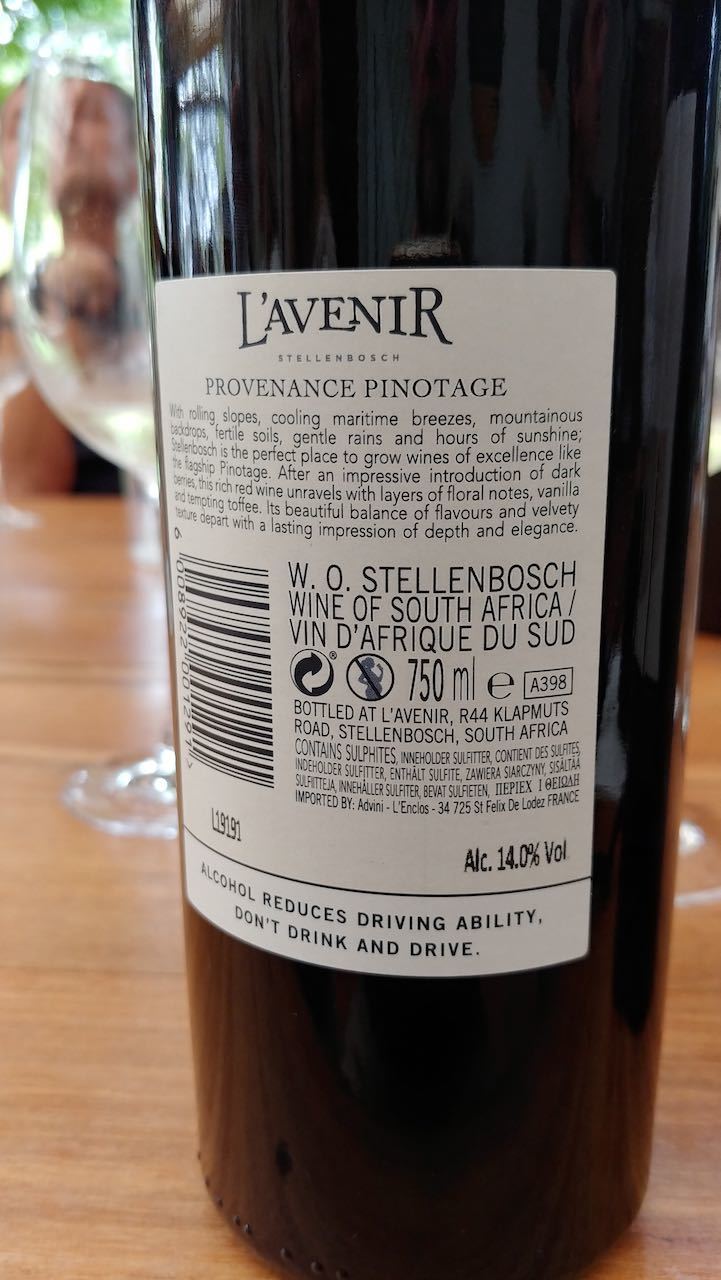 L'AVENIR
STELLENBOSCH
PROVENANCE PINOTAGE
With rolling slopes, cooling maritime breezes, mountainous
backdrops, fertile soils, gentle rains and hours of sunshine;
Stellenbosch is the perfect place to grow wines of excellence like
the flagship Pinotage. After an impressive introduction of dark
berries, this rich red wine unravels with layers of floral notes, vanilla
and tempting toffee. Its beautiful balance of flavours and velvety
texture depart with a lasting impression of depth and elegance.
6 008922 001291 >
W. O. STELLENBOSCH
WINE OF SOUTH AFRICA /
VIN D'AFRIQUE DU SUD
® 750 ml e A398
BOTTLED AT L'AVENIR, R44 KLAPMUTS
ROAD, STELLENBOSCH, SOUTH AFRICA
CONTAINS SULPHITES, INNEHOLDER SULFITTER, CONTIENT DES SULFITES,
INDEHOLDER SULFITTER, ENTHÄLT SULFITE, ZAWIERA SIARCZYNY, SISÄLTÄÄ
SULFIITTEJA, INNEHÅLLER SULFITER, BEVAT SULFIETEN, ΠΕΡΙΕΧ Ι ΘΕΙΩΔΗ
IMPORTED BY: Advini - L'Enclos - 34 725 St Felix De Lodez FRANCE
L19191
Alc. 14.0% Vol
ALCOHOL REDUCES DRIVING ABILITY,
DON'T DRINK AND DRIVE.